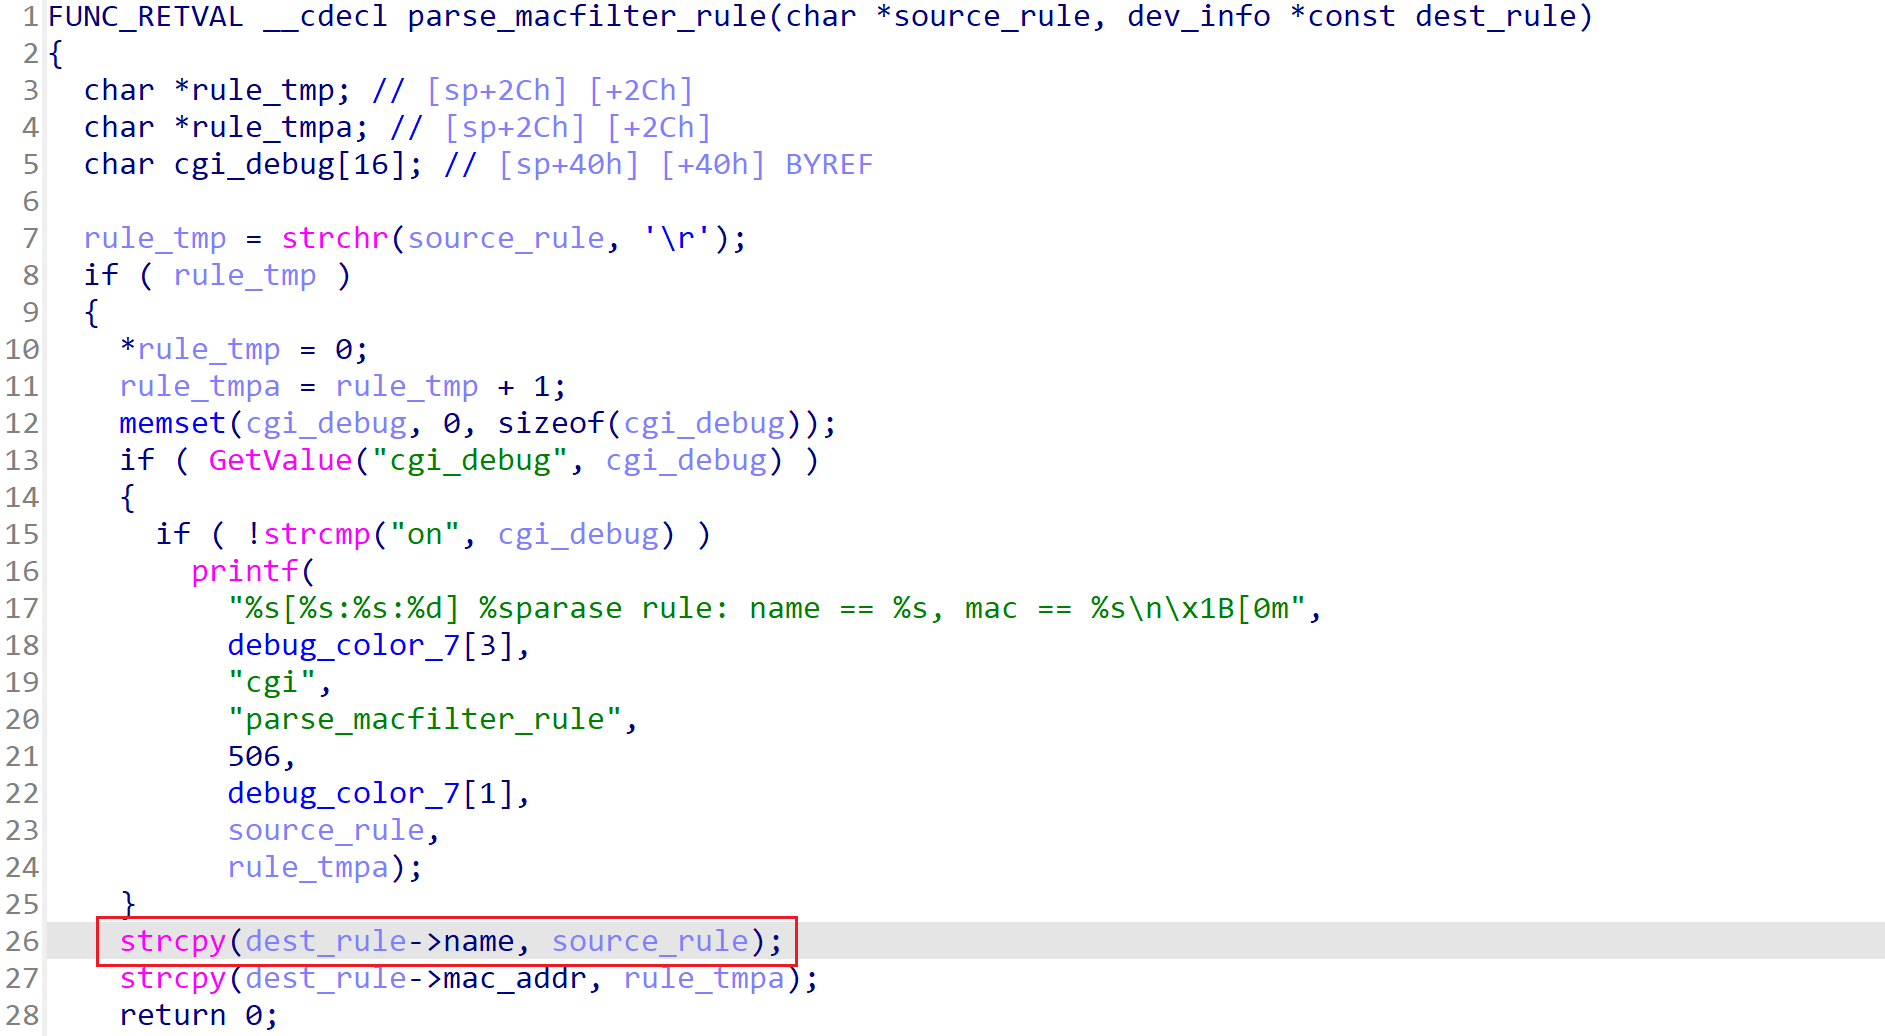 1 FUNC_RETVAL __cdecl parse_macfilter_rule(char *source_rule, dev_info *const dest_rule)
2 {
3   char *rule_tmp; // [sp+2Ch] [+2Ch]
4   char *rule_tmpa; // [sp+2Ch] [+2Ch]
5   char cgi_debug[16]; // [sp+40h] [+40h] BYREF
6
7   rule_tmp = strchr(source_rule, '\r');
8   if ( rule_tmp )
9   {
10     *rule_tmp = 0;
11     rule_tmpa = rule_tmp + 1;
12     memset(cgi_debug, 0, sizeof(cgi_debug));
13     if ( GetValue("cgi_debug", cgi_debug) )
14     {
15       if ( !strcmp("on", cgi_debug) )
16         printf(
17           "%s[%s:%s:%d] %sparase rule: name == %s, mac == %s\n\x1B[0m",
18           debug_color_7[3],
19           "cgi",
20           "parse_macfilter_rule",
21           506,
22           debug_color_7[1],
23           source_rule,
24           rule_tmpa);
25     }
26     strcpy(dest_rule->name, source_rule);
27     strcpy(dest_rule->mac_addr, rule_tmpa);
28     return 0;